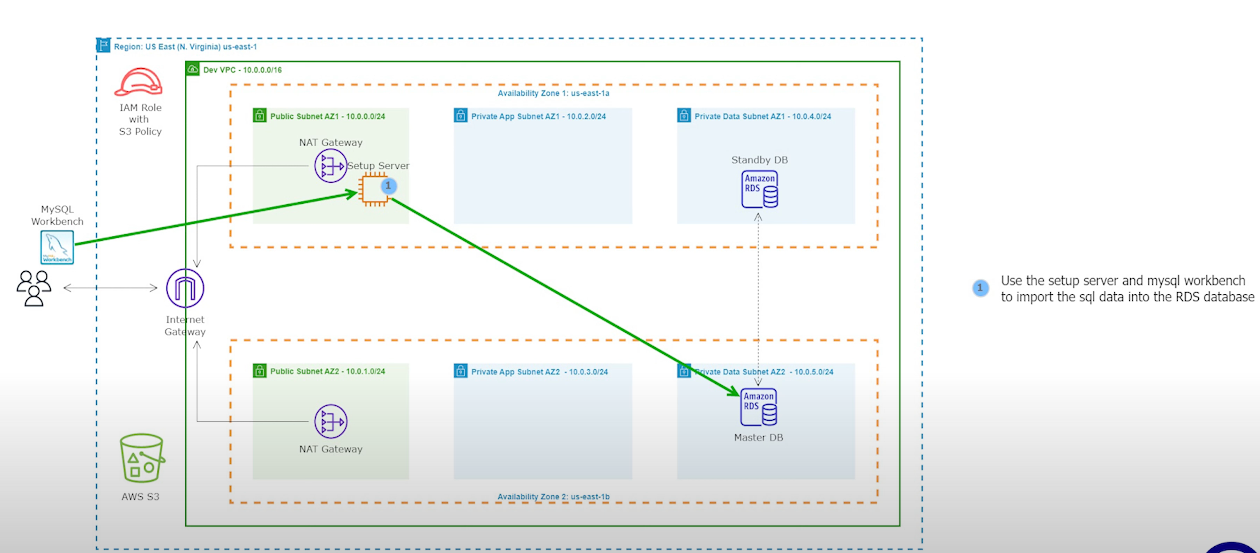 Region: US East (N. Virginia) us-east-1
Dev VPC - 10.0.0.0/16
IAM Role
with
S3 Policy
Availability Zone 1: us-east-1a
Public Subnet AZ1 - 10.0.0.0/24
Private App Subnet AZ1 - 10.0.2.0/24
Private Data Subnet AZ1 - 10.0.4.0/24
NAT Gateway
Setup Server
1
Standby DB
Amazon
RDS
MySQL
Workbench
MySQL
Workbench
Internet
Gateway
1
Use the setup server and mysql workbench
to import the sql data into the RDS database
Public Subnet AZ2 - 10.0.1.0/24
Private App Subnet AZ2 - 10.0.3.0/24
Private Data Subnet AZ2 - 10.0.5.0/24
Amazon
RDS
Master DB
NAT Gateway
AWS S3
Availability Zone 2: us-east-1b